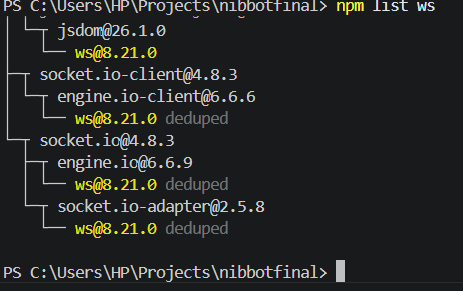 PS C:\Users\HP\Projects\nibbotfinal> npm list ws
jsdom@26.1.0
ws@8.21.0
socket.io-client@4.8.3
engine.io-client@6.6.6
ws@8.21.0 deduped
socket.io@4.8.3
engine.io@6.6.9
ws@8.21.0 deduped
socket.io-adapter@2.5.8
ws@8.21.0 deduped
PS C:\Users\HP\Projects\nibbotfinal>